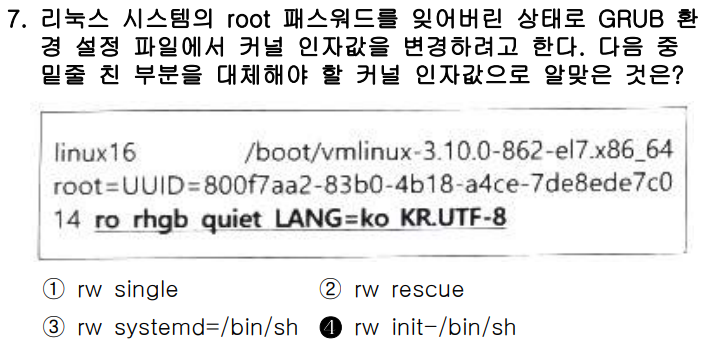 7. 리눅스 시스템의 root 패스워드를 잊어버린 상태로 GRUB 환
경 설정 파일에서 커널 인자값을 변경하려고 한다. 다음 중
밑줄 친 부분을 대체해야 할 커널 인자값으로 알맞은 것은?
linux16 /boot/vmlinux-3.10.0-862-el7.x86_64
root=UUID=800f7aa2-83b0-4b18-a4ce-7de8ede7c0
14 ro rhgb quiet LANG=ko KR.UTF-8
① rw single ② rw rescue
③ rw systemd=/bin/sh ❹ rw init-/bin/sh